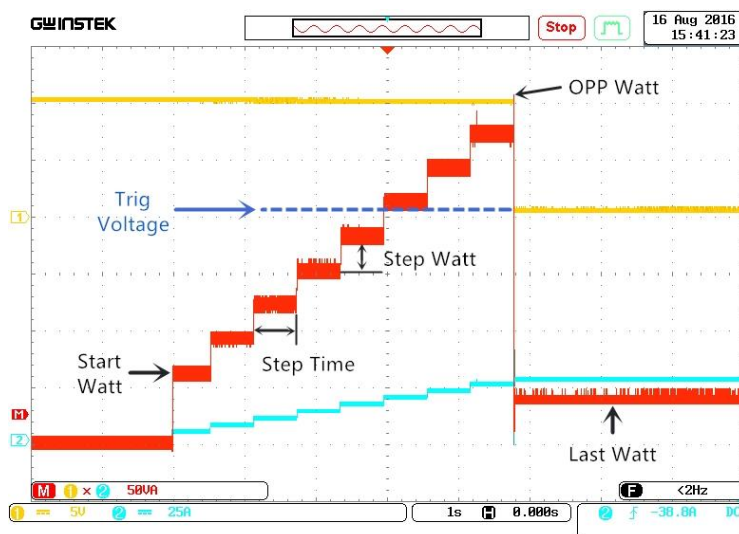 GWINSTEK
Stop
16 Aug 2016
15:41:23
OPP Watt
Trig
Voltage
1
Step Watt
Step Time
Start
Watt
M
2
Last Watt
M 1 x 2 50VA
F <2Hz
1 5V 2 25A
1s H 0.000s
2 -38.8A DC